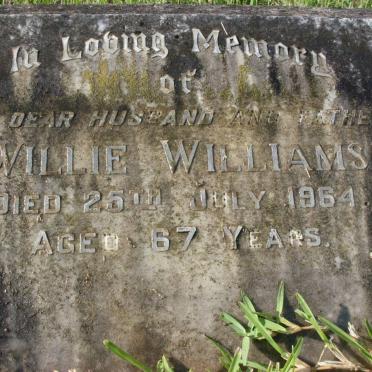 In Loving Memory
of
DEAR HUSBAND AND FATHER
WILLIE WILLIAMS
DIED 25TH JULY 1964
AGED 67 YEARS.